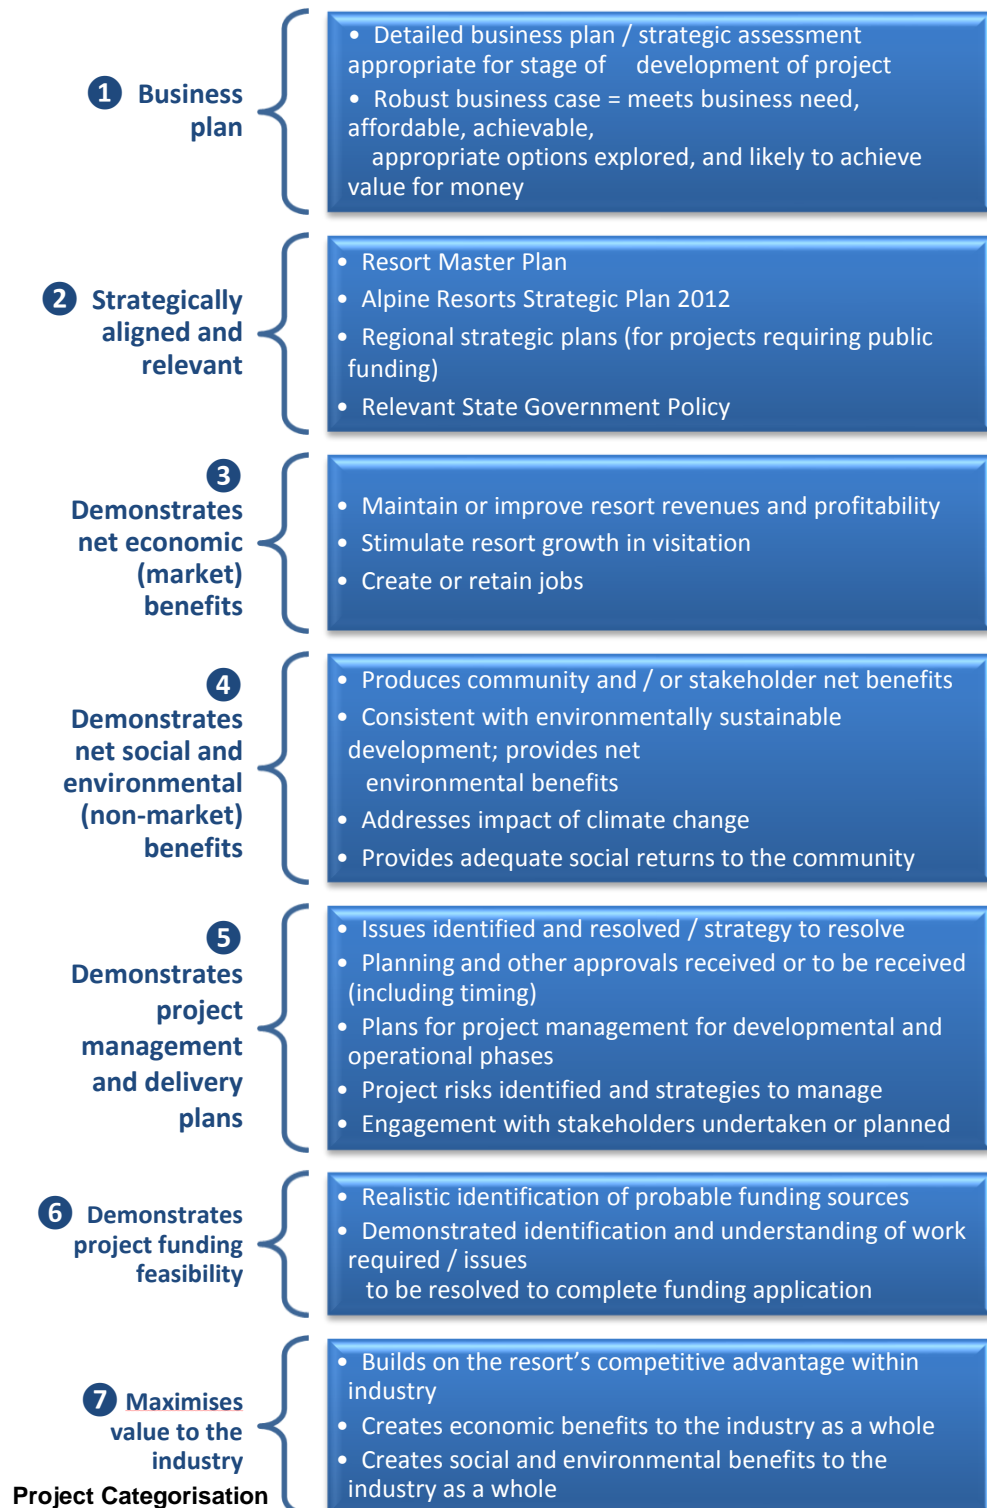 ❶ Business
plan
• Detailed business plan / strategic assessment
appropriate for stage of development of project
• Robust business case = meets business need,
affordable, achievable,
appropriate options explored, and likely to achieve
value for money
❷ Strategically
aligned and
relevant
• Resort Master Plan
• Alpine Resorts Strategic Plan 2012
• Regional strategic plans (for projects requiring public
funding)
• Relevant State Government Policy
❸
Demonstrates
net economic
(market)
benefits
• Maintain or improve resort revenues and profitability
• Stimulate resort growth in visitation
• Create or retain jobs
❹
Demonstrates
net social and
environmental
(non-market)
benefits
• Produces community and / or stakeholder net benefits
• Consistent with environmentally sustainable
development; provides net
environmental benefits
• Addresses impact of climate change
• Provides adequate social returns to the community
❺
Demonstrates
project
management
and delivery
plans
• Issues identified and resolved / strategy to resolve
• Planning and other approvals received or to be received
(including timing)
• Plans for project management for developmental and
operational phases
• Project risks identified and strategies to manage
• Engagement with stakeholders undertaken or planned
❻ Demonstrates
project funding
feasibility
• Realistic identification of probable funding sources
• Demonstrated identification and understanding of work
required / issues
to be resolved to complete funding application
❼ Maximises
value to the
industry
• Builds on the resort's competitive advantage within
industry
• Creates economic benefits to the industry as a whole
• Creates social and environmental benefits to the
industry as a whole
Project Categorisation